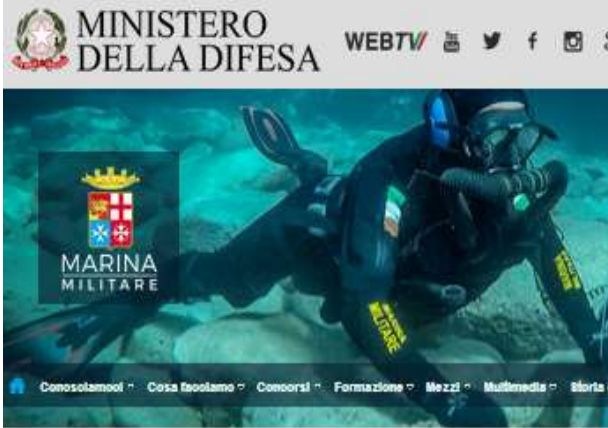 MINISTERO
DELLA DIFESA
WEBTV
MARINA
MILITARE
Conosciamoci Cosa facciamo Concorsi Formazione Mezzi Multimedia Storia